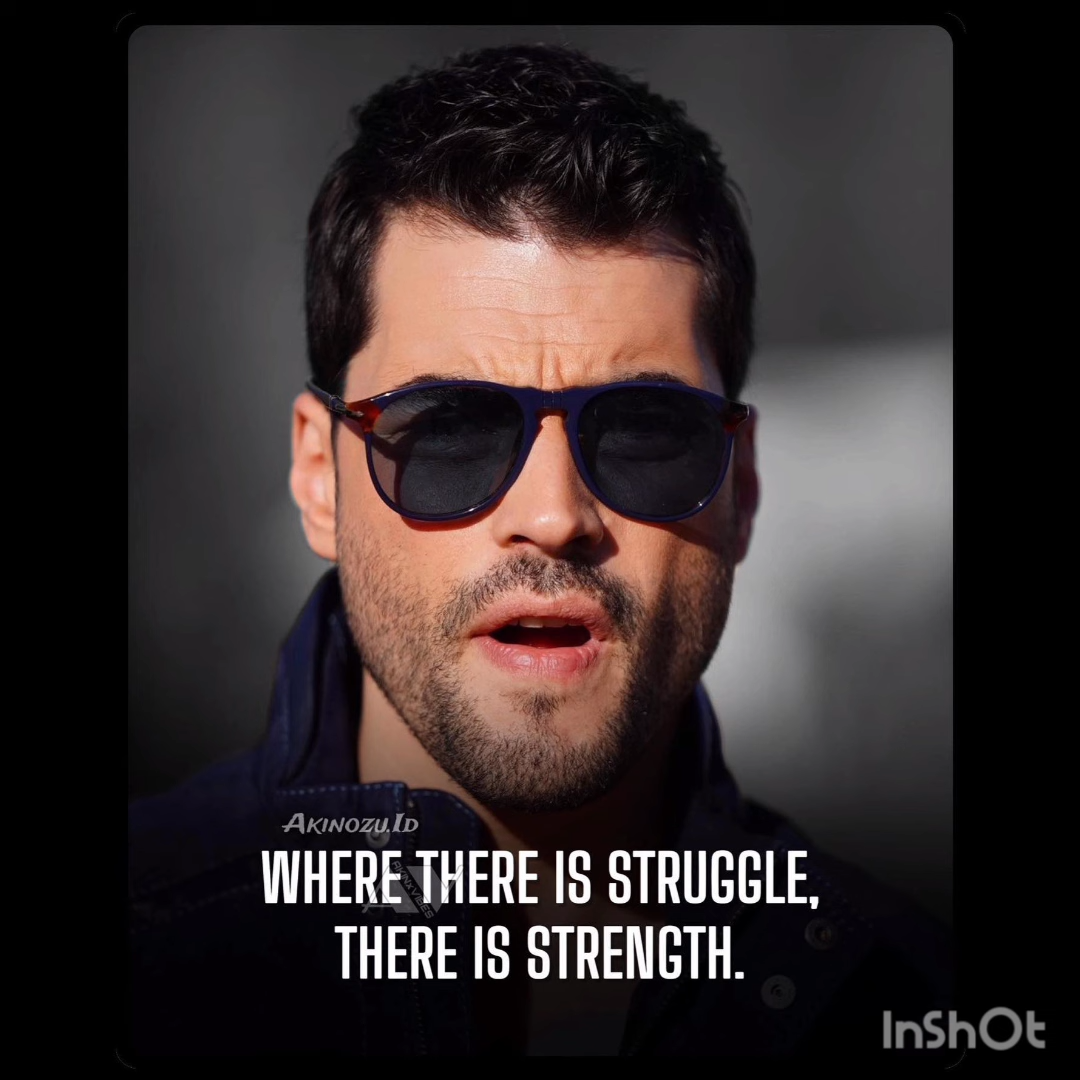 Akinozu.Id
WHERE THERE IS STRUGGLE,
THERE IS STRENGTH.
InShOt